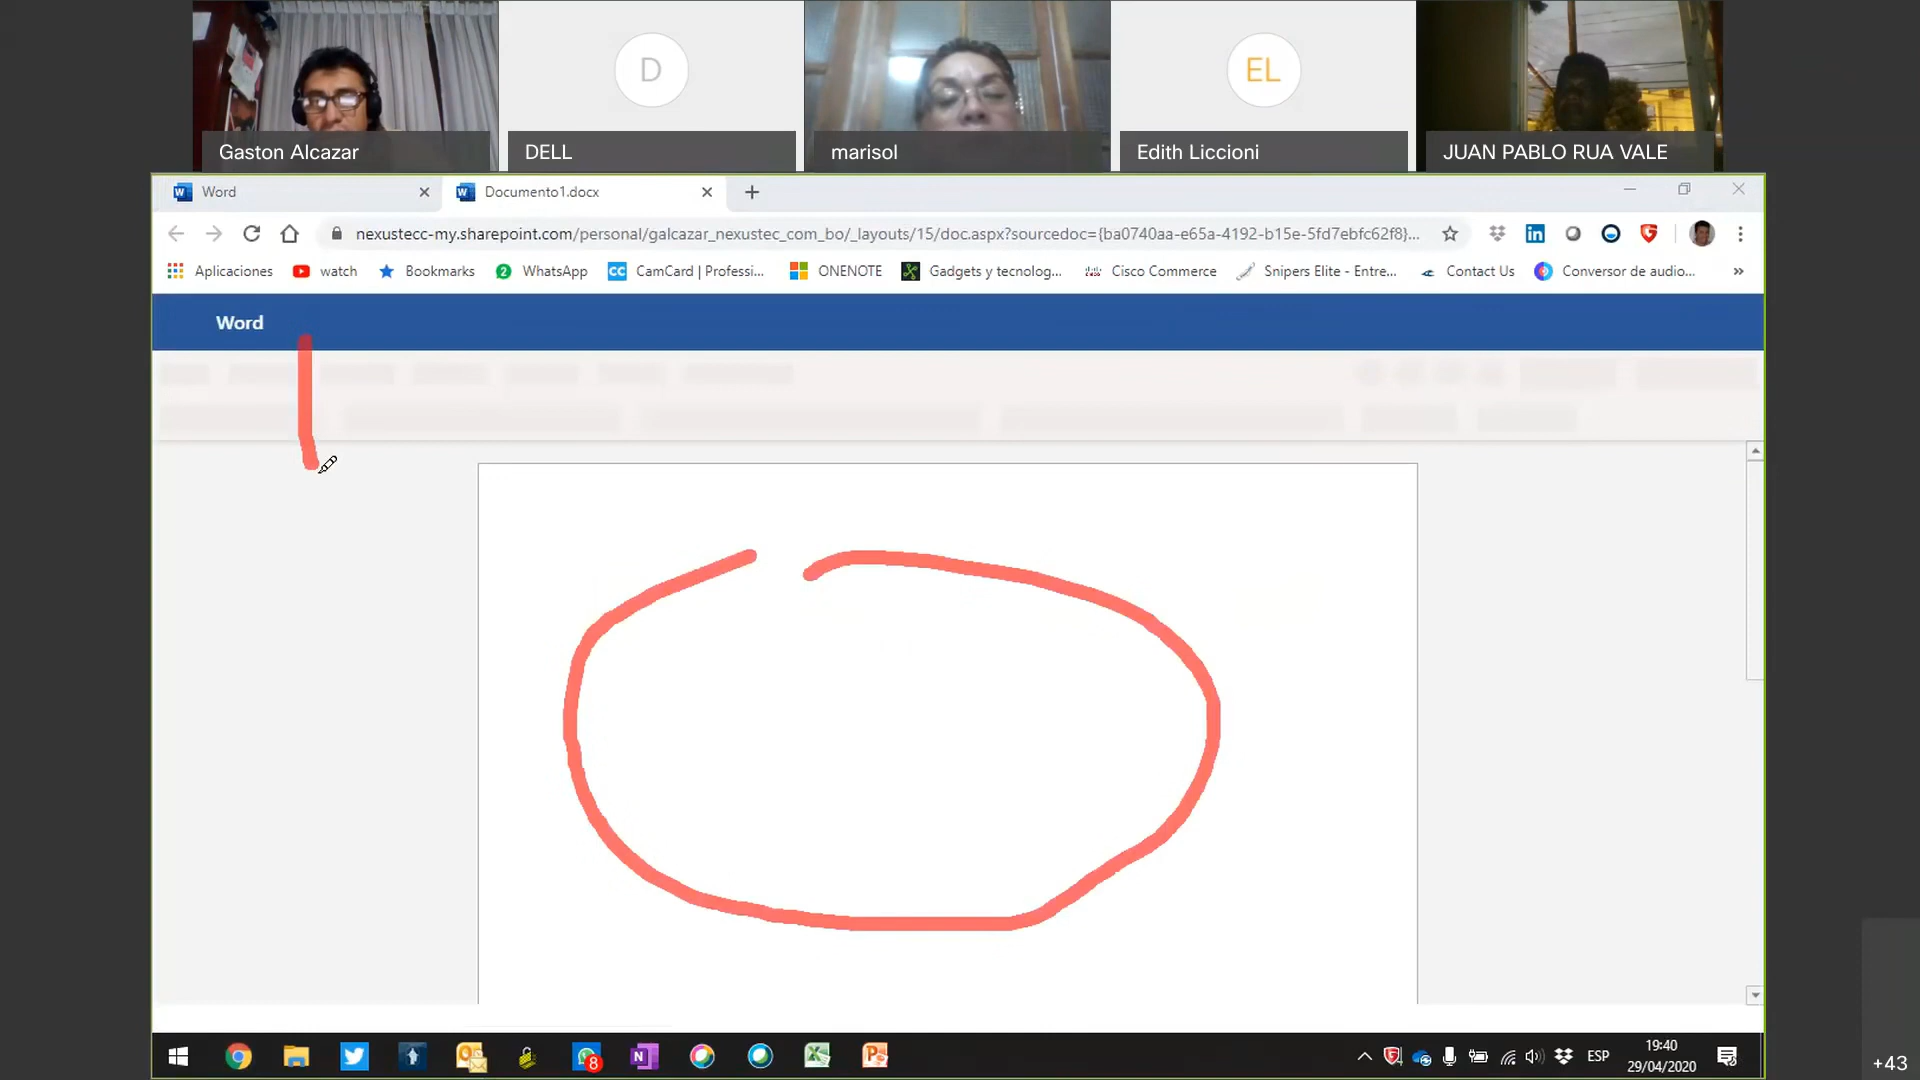 D
EL
Gaston Alcazar
DELL
marisol
Edith Liccioni
JUAN PABLO RUA VALE
Word
Documento1.docx
nexustecc-my.sharepoint.com/personal/galcazar_nexustec_com_bo/_layouts/15/doc.aspx?sourcedoc={ba0740aa-e65a-4192-b15e-5fd7ebfc62f8}...
Aplicaciones
watch
Bookmarks
2
WhatsApp
CC
CamCard | Professi...
ONENOTE
Gadgets y tecnolog...
Cisco Commerce
Snipers Elite - Entre...
Contact Us
Conversor de audio...
»
Word
8
ESP
19:40
29/04/2020
+43